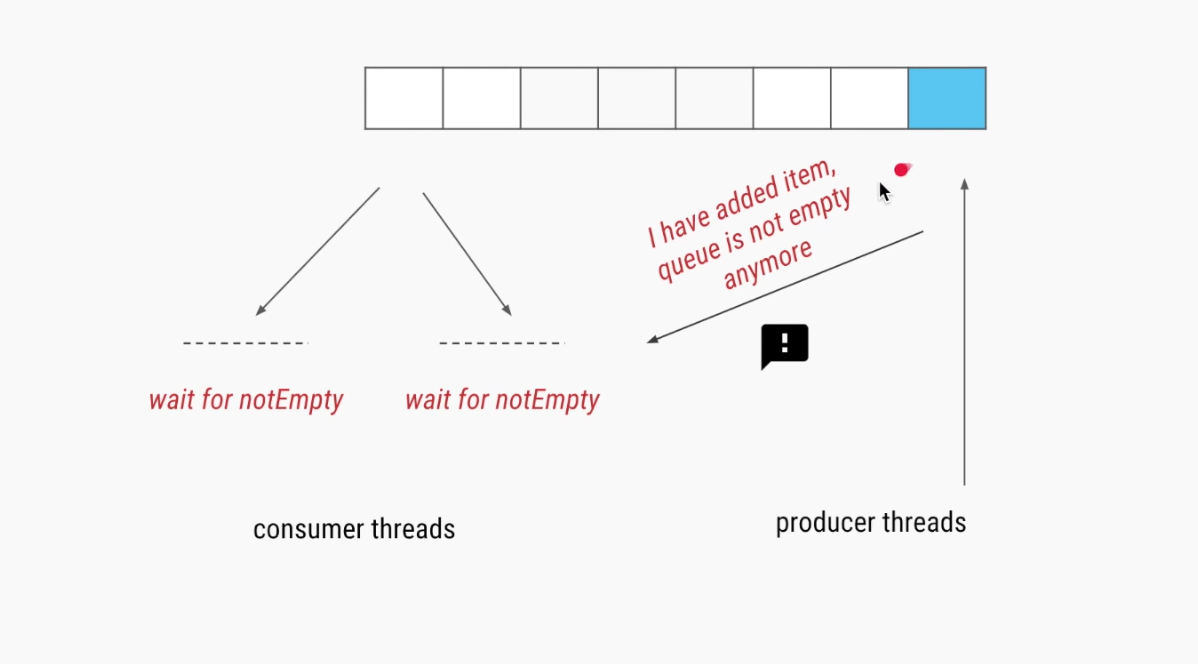 I have added item,
queue is not empty
anymore
!
wait for notEmpty
wait for notEmpty
consumer threads
producer threads